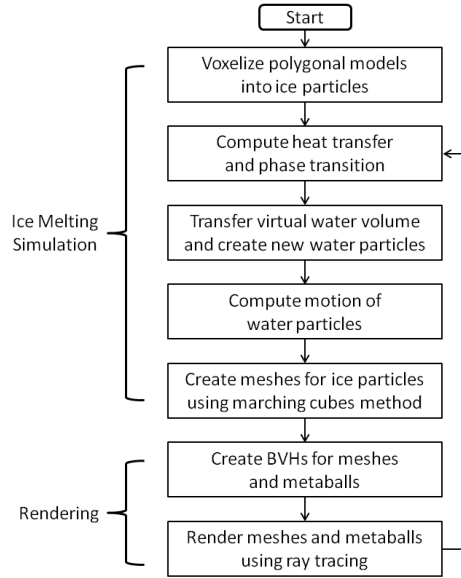 Start
Voxelize polygonal models
into ice particles
Compute heat transfer
and phase transition
Ice Melting
Simulation
Transfer virtual water volume
and create new water particles
Compute motion of
water particles
Create meshes for ice particles
using marching cubes method
Create BVHs for meshes
and metaballs
Rendering
Render meshes and metaballs
using ray tracing